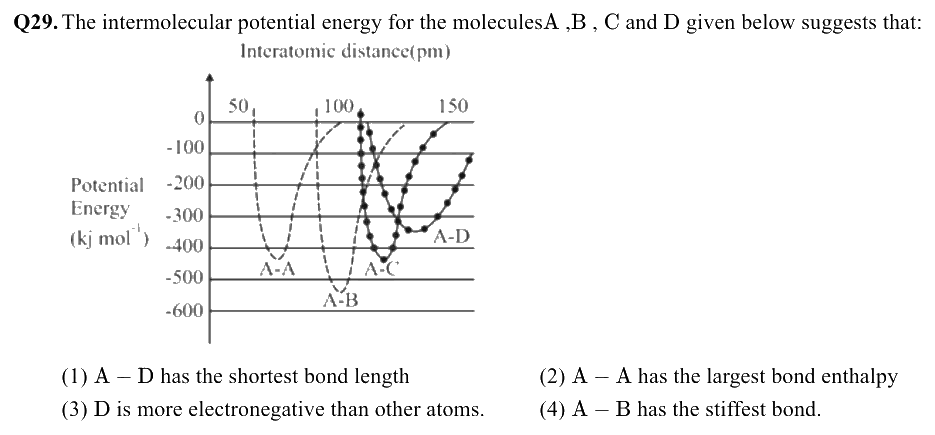 Q29. The intermolecular potential energy for the moleculesA ,B , C and D given below suggests that:
Interatomic distance(pm)
50 100 150
0
-100
Potential -200
Energy -300
(kj mol⁻¹) -400
-500
-600
A-D
A-A A-C
A-B
(1) A – D has the shortest bond length (2) A – A has the largest bond enthalpy
(3) D is more electronegative than other atoms. (4) A – B has the stiffest bond.